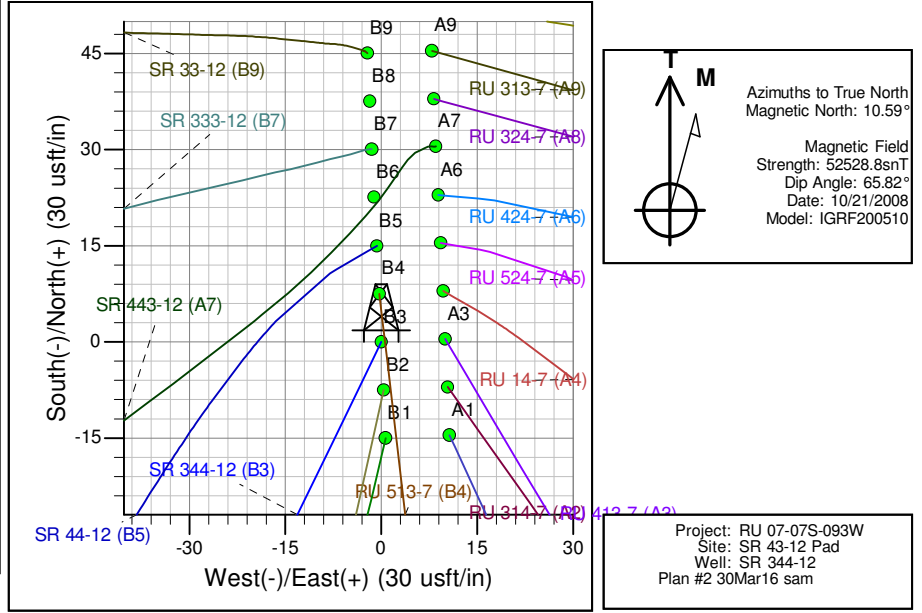 B9
A9
SR 33-12 (B9)
B8
RU 313-7 (A9)
SR 333-12 (B7)
B7
A7
RU 324-7 (A8)
B6
A6
B5
RU 424-7 (A6)
B4
RU 524-7 (A5)
SR 443-12 (A7)
B3
A3
B2
RU 14-7 (A4)
B1
A1
SR 344-12 (B3)
RU 513-7 (B4)
RU 314-7 (A2)
RU 413-7 (A3)
SR 44-12 (B5)
45
30
15
0
-15
South(-)/North(+) (30 usft/in)
-30
-15
0
15
30
West(-)/East(+) (30 usft/in)
T
M
Azimuths to True North
Magnetic North: 10.59°
Magnetic Field
Strength: 52528.8snT
Dip Angle: 65.82°
Date: 10/21/2008
Model: IGRF200510
Project: RU 07-07S-093W
Site: SR 43-12 Pad
Well: SR 344-12
Plan #2 30Mar16 sam